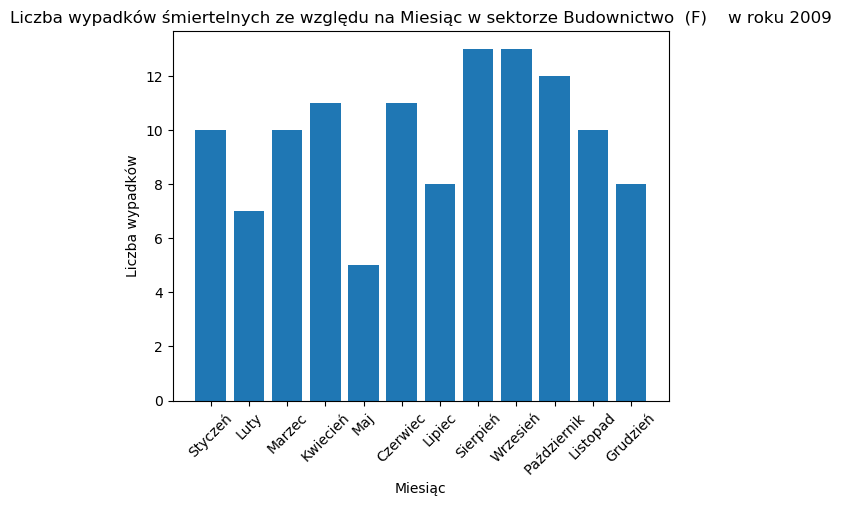 Liczba wypadków śmiertelnych ze względu na Miesiąc w sektorze Budownictwo  (F)    w roku 2009
Liczba wypadków
12
10
8
6
4
2
0
Styczeń
Luty
Marzec
Kwiecień
Maj
Czerwiec
Lipiec
Sierpień
Wrzesień
Październik
Listopad
Grudzień
Miesiąc